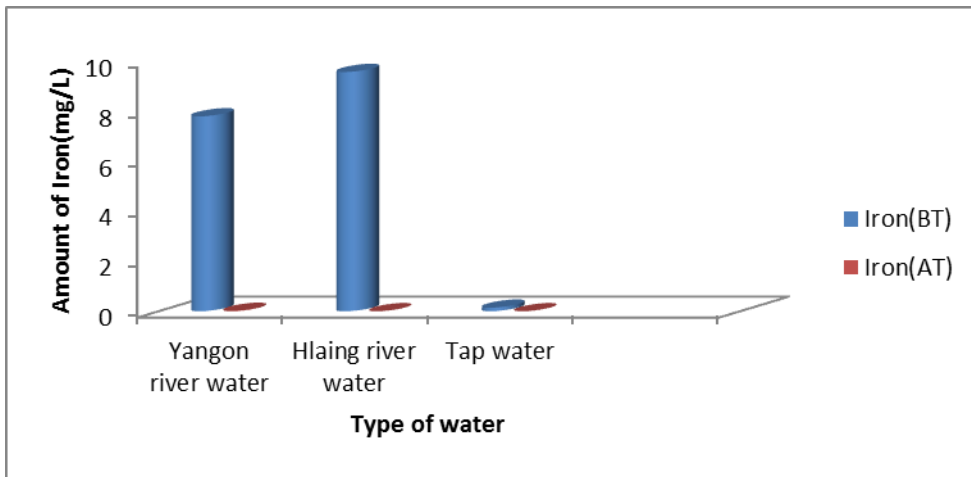 Amount of Iron(mg/L)
10
8
6
4
2
0
Yangon
river water
Hlaing river
water
Tap water
Type of water
Iron(BT)
Iron(AT)